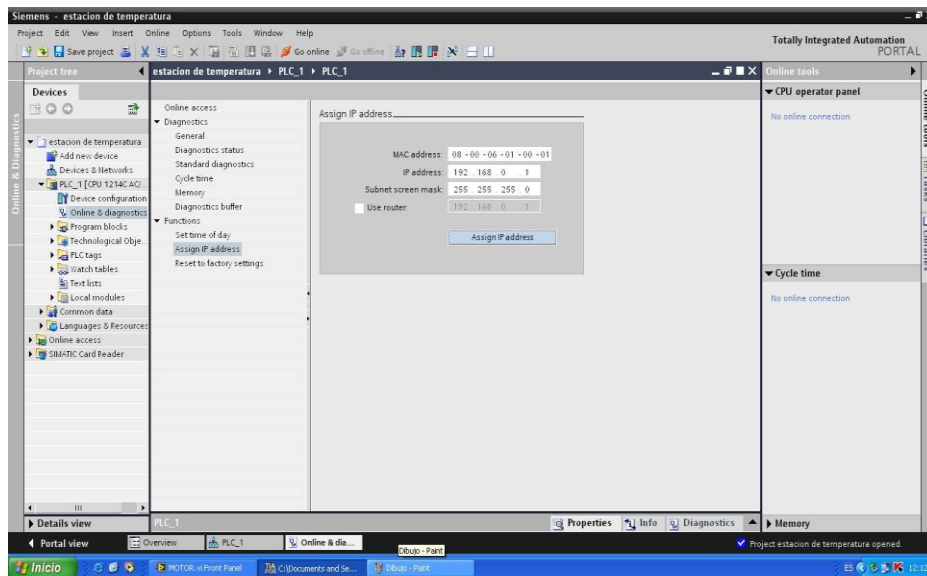 Siemens - estacion de temperatura
Project Edit View Insert Online Options Tools Window Help
Save project
Go online
Go offline
Totally Integrated Automation
PORTAL
Project tree
estacion de temperatura PLC_1 PLC_1
Online tools
Devices
Online & Diagnostics
estacion de temperatura
Add new device
Devices & Networks
PLC_1 [CPU 1214C AC/...
Device configuration
Online & diagnostics
Program blocks
Technological Obje...
PLC tags
Watch tables
Text lists
Local modules
Common data
Languages & Resources
Online access
SIMATIC Card Reader
Online access
Diagnostics
General
Diagnostics status
Standard diagnostics
Cycle time
Memory
Diagnostics buffer
Functions
Set time of day
Assign IP address
Reset to factory settings
Assign IP address
MAC address: 08 -00 -06 -01 -00 -01
IP address: 192 . 168 . 0 . 1
Subnet screen mask: 255 . 255 . 255 . 0
Use router: 192 . 168 . 0 . 1
Assign IP address
CPU operator panel
No online connection
Cycle time
No online connection
Online tools
Tasks
Libraries
Details view
PLC_1
Properties Info Diagnostics
Memory
Portal view
Overview
PLC_1
Online & dia...
Dibujo - Paint
Project estacion de temperatura opened.
Inicio
MOTOR.vi Front Panel
C:\Documents and Se...
Dibujo - Paint
ES
12:12